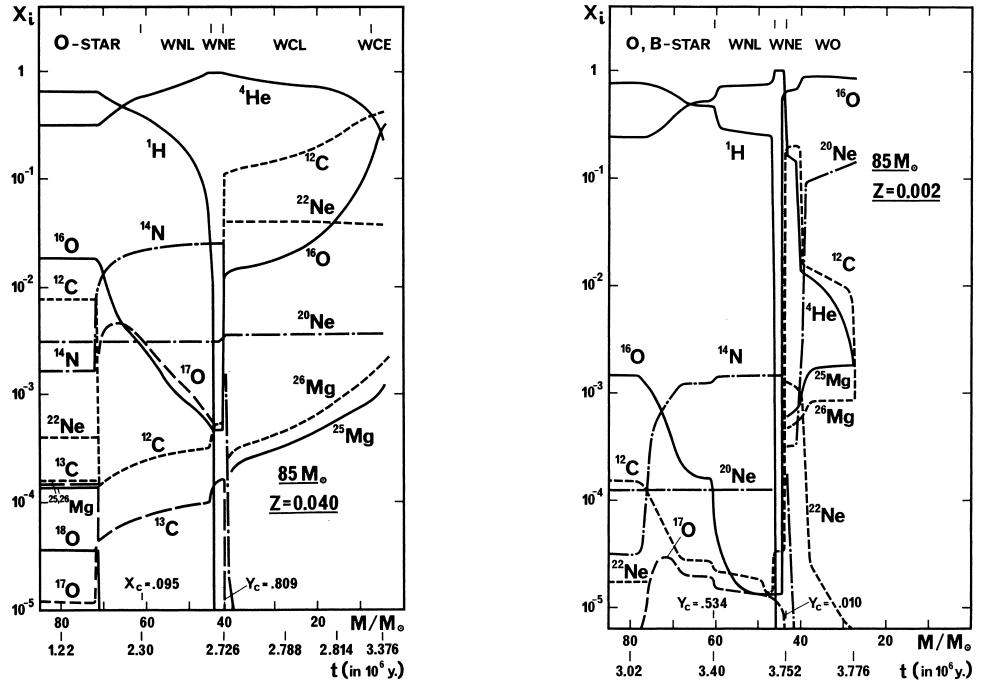 Xi
O-STAR WNL WNE WCL WCE
1
⁴He
¹H
¹²C
10⁻¹
²²Ne
¹⁴N
¹⁶O
¹⁶O
10⁻²
¹²C
²⁰Ne
¹⁴N
¹⁷O
²⁶Mg
10⁻³
²²Ne
¹²C
²⁵Mg
¹³C
85 M☉
²⁵,²⁶Mg
Z=0.040
10⁻⁴
¹³C
¹⁸O
¹⁷O
Xc=.095 Yc=.809
10⁻⁵
80 60 40 20 M/M☉
1.22 2.30 2.726 2.788 2.814 3.376
t (in 10⁶ y.)
Xi
O, B-STAR WNL WNE WO
1
¹⁶O
¹H
²⁰Ne
85 M☉
10⁻¹
Z=0.002
¹²C
10⁻²
⁴He
¹⁶O
¹⁴N
²⁵Mg
10⁻³
²⁶Mg
¹²C
²⁰Ne
10⁻⁴
²²Ne
¹⁷O
²²Ne
Yc=.534 Yc=.010
10⁻⁵
80 60 40 20 M/M☉
3.02 3.40 3.752 3.776
t (in 10⁶ y.)